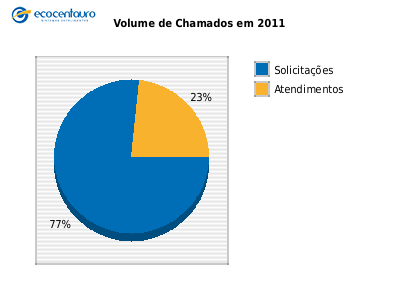 ecocentauro
Volume de Chamados em 2011
Solicitações
Atendimentos
23%
77%